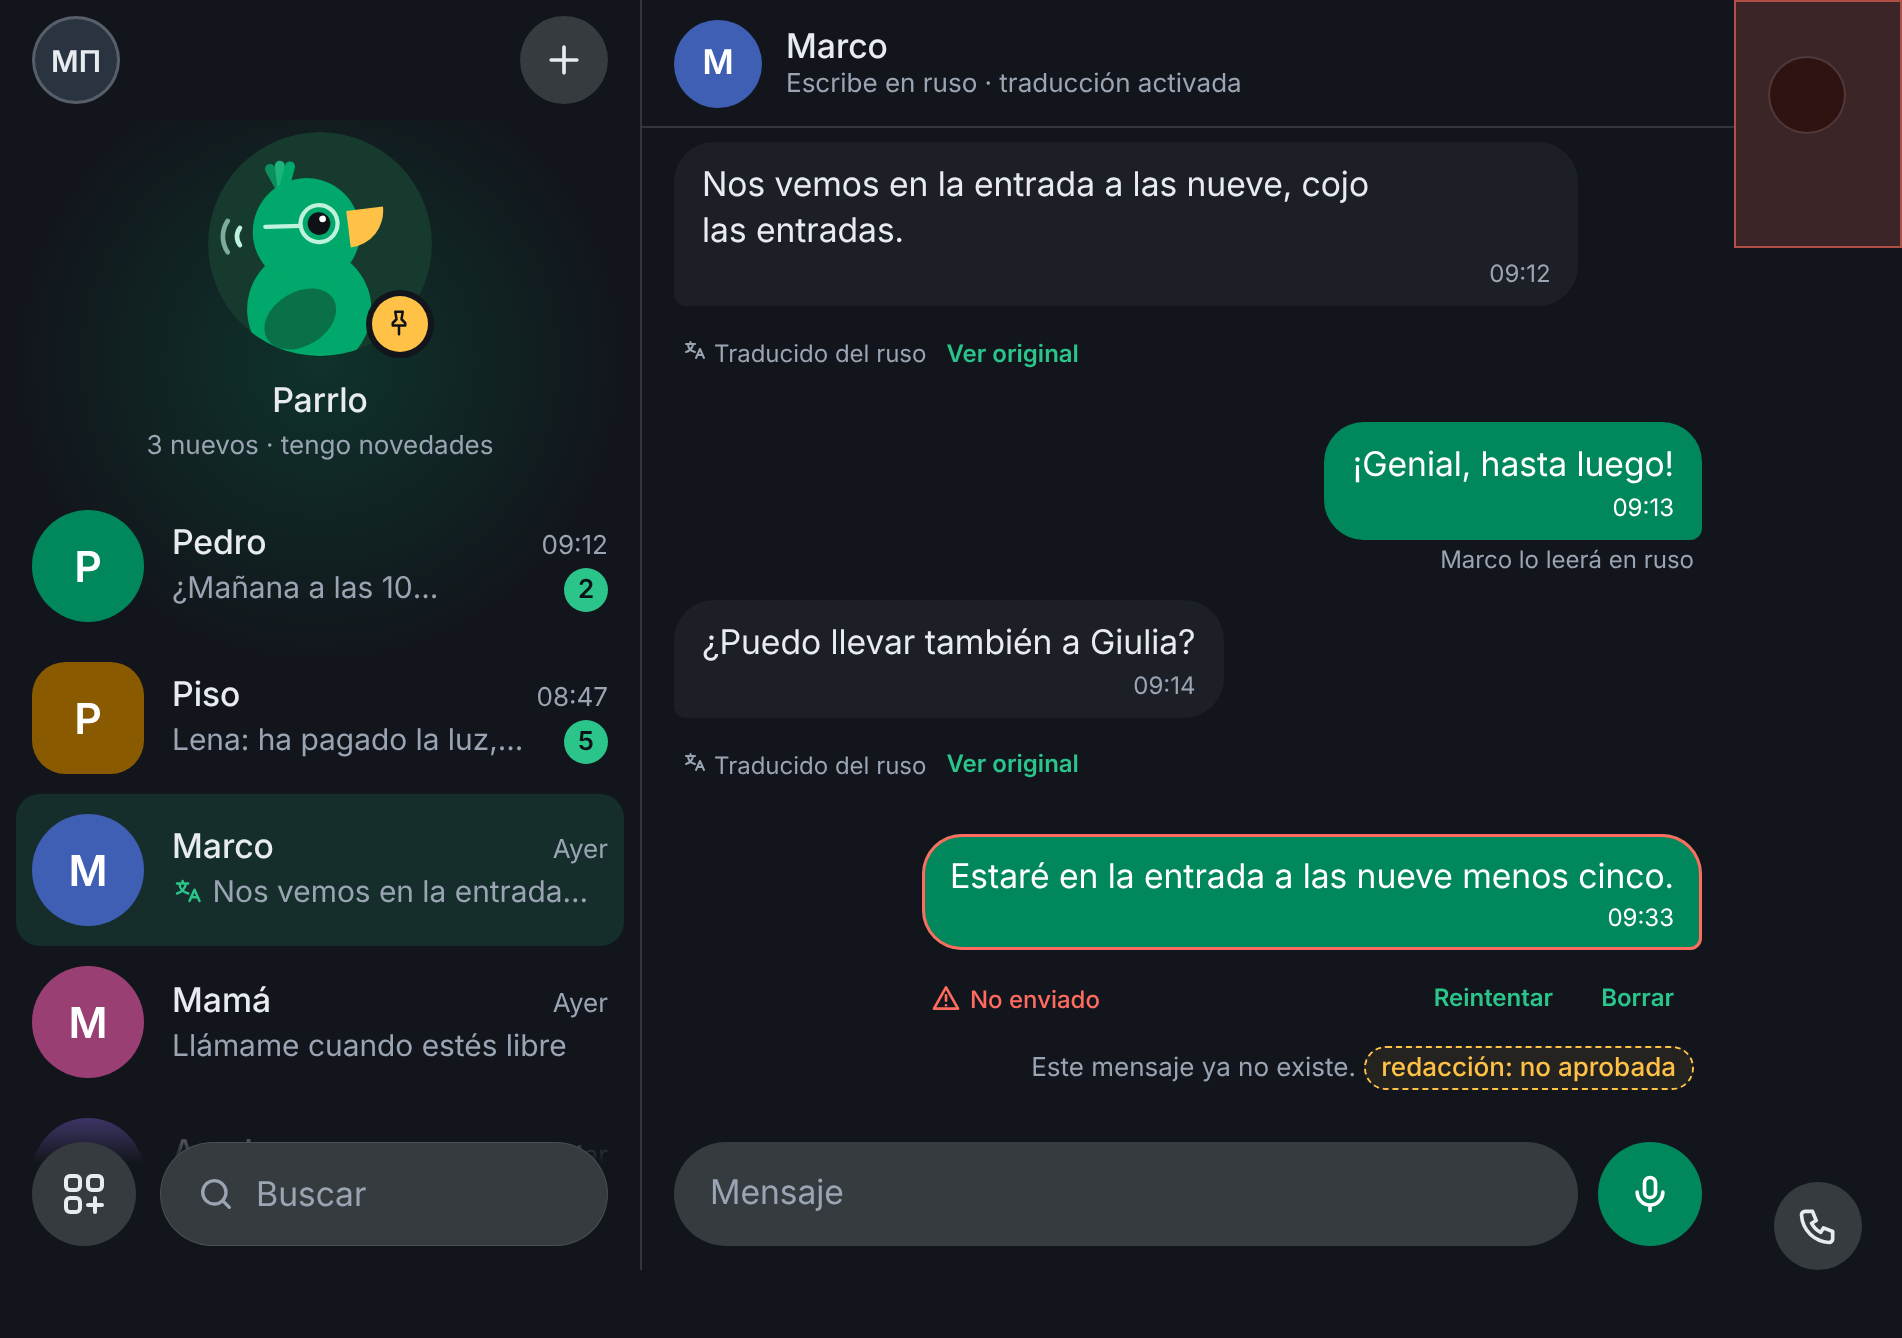 МП
Parrlo
3 nuevos · tengo novedades
P
Pedro
09:12
¿Mañana a las 10...
2
P
Piso
08:47
Lena: ha pagado la luz,...
5
M
Marco
Ayer
Nos vemos en la entrada...
M
Mamá
Ayer
Llámame cuando estés libre
Buscar
M
Marco
Escribe en ruso · traducción activada
Nos vemos en la entrada a las nueve, cojo
las entradas.
09:12
Traducido del ruso Ver original
¡Genial, hasta luego!
09:13
Marco lo leerá en ruso
¿Puedo llevar también a Giulia?
09:14
Traducido del ruso Ver original
Estaré en la entrada a las nueve menos cinco.
09:33
No enviado Reintentar Borrar
Este mensaje ya no existe. redacción: no aprobada
Mensaje